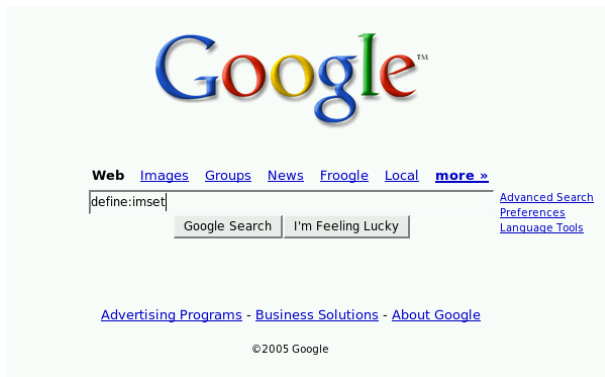 Google™
Web Images Groups News Froogle Local more »
define:imset
Advanced Search
Preferences
Language Tools
Google Search I'm Feeling Lucky
Advertising Programs - Business Solutions - About Google
©2005 Google